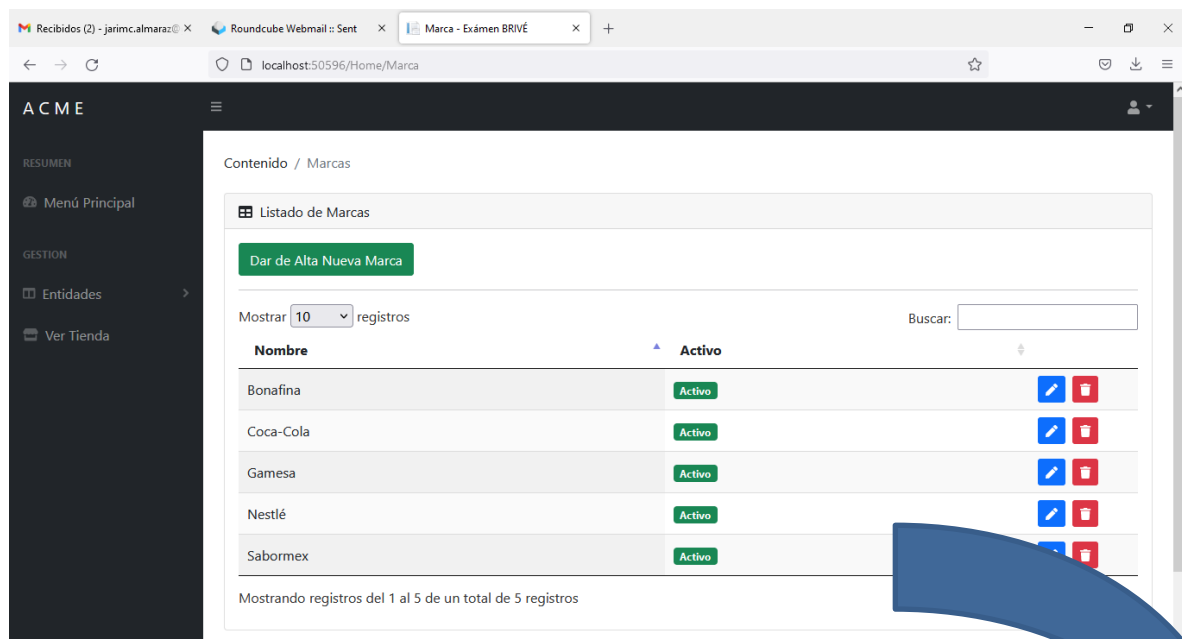 Recibidos (2) - jarimc.almaraz@
Roundcube Webmail :: Sent
Marca - Exámen BRIVÉ
localhost:50596/Home/Marca
ACME
RESUMEN
Menú Principal
GESTION
Entidades
Ver Tienda
Contenido / Marcas
Listado de Marcas
Dar de Alta Nueva Marca
Mostrar 10 registros
Buscar:
Nombre Activo
Bonafina Activo
Coca-Cola Activo
Gamesa Activo
Nestlé Activo
Sabormex Activo
Mostrando registros del 1 al 5 de un total de 5 registros